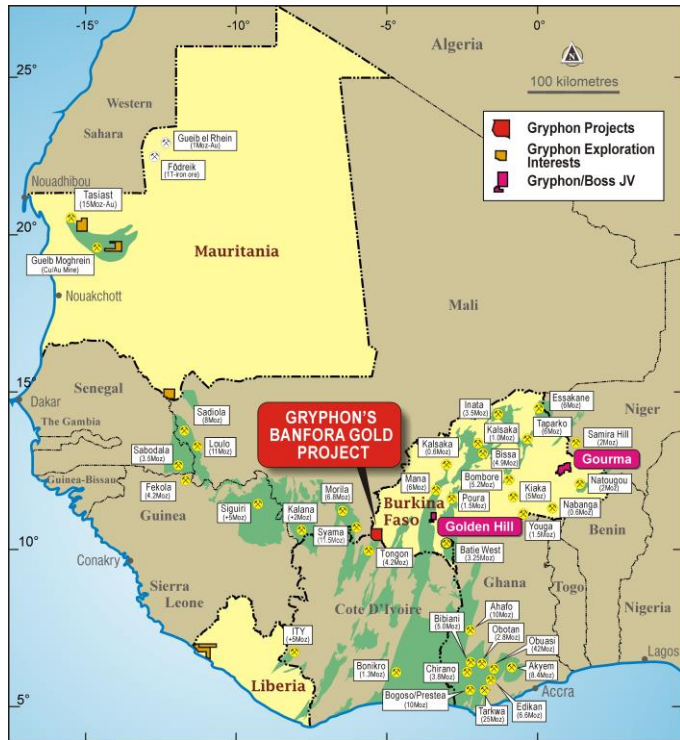 -15°
-10°
-5°
0°
Algeria
25°
100 kilometres
Western
Sahara
Gryphon Projects
Gryphon Exploration
Interests
Gryphon/Boss JV
Gueib el Rhein
(1Moz-Au)
Fôdreik
(1T-iron ore)
Nouadhibou
Tasiast
(15Moz-Au)
20°
Mauritania
Guelb Moghrein
(Cu/Au Mine)
Nouakchott
Mali
15°
Senegal
Dakar
The Gambia
Sadiola
(8Moz)
Loulo
(11Moz)
Sabodala
(3.5Moz)
Fekola
(4.2Moz)
Guinea-Bissau
Guinea
Siguiri
(+5Moz)
Kalana
(+2Moz)
Morila
(6.8Moz)
Syama
(11.5Moz)
Tongon
(4.2Moz)
GRYPHON'S
BANFORA GOLD
PROJECT
Inata
(3.5Moz)
Essakane
(6Moz)
Niger
Kalsaka
(1.0Moz)
Taparko
Samira Hill
(2Moz)
Kalsaka
(0.6Moz)
Bissa
(4.9Moz)
Gourma
Mana
(6Moz)
Bombore
(5.2Moz)
Natougou
(2Moz)
Poura
(1.5Moz)
Kiaka
(5Moz)
Burkina
Faso
Nabanga
(0.6Moz)
Golden Hill
Youga
(1.5Moz)
Benin
10°
Batie West
(3.25Moz)
Conakry
Sierra
Leone
Ghana
Togo
Nigeria
Cote D'Ivoire
Ahafo
(10Moz)
Bibiani
(5.0Moz)
Obotan
(2.8Moz)
Obuasi
(42Moz)
Lagos
ITY
(+5Moz)
Bonikro
(1.3Moz)
Chirano
(3.8Moz)
Akyem
(8.4Moz)
Liberia
Bogoso/Prestea
(10Moz)
Accra
5°
Tarkwa
(25Moz)
Edikan
(6.6Moz)